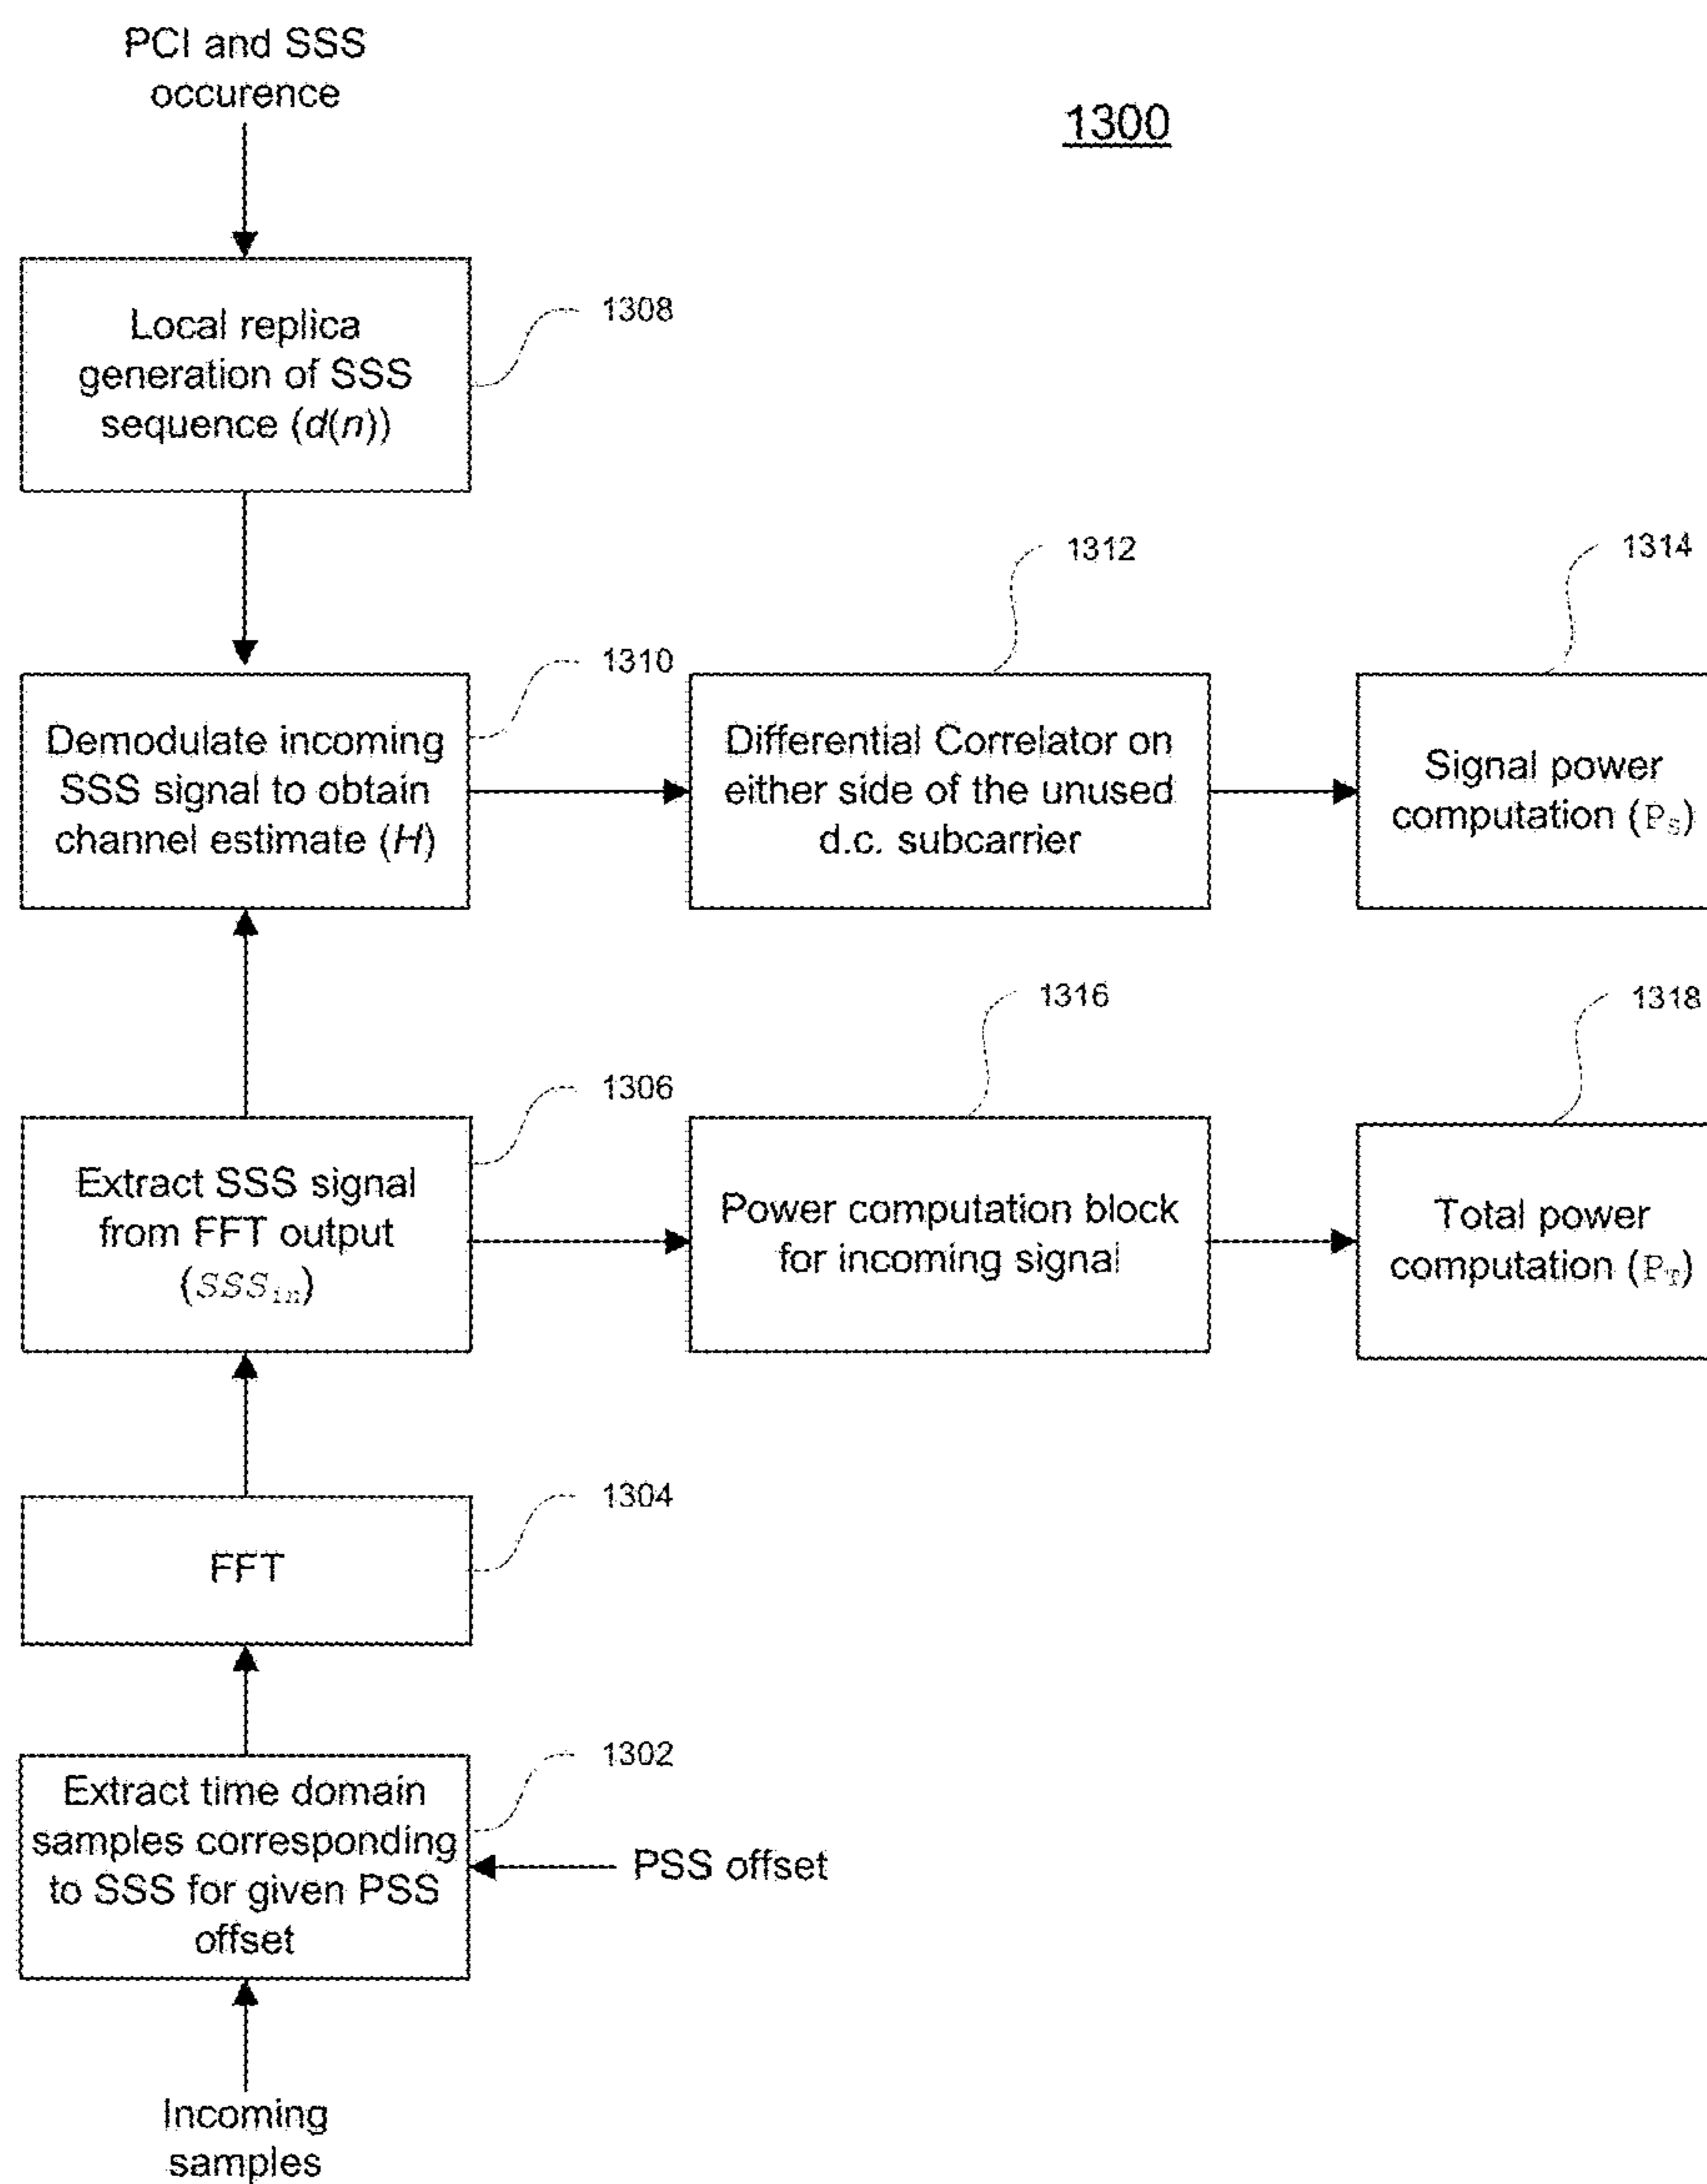 PCI and SSS
occurence
1300
Local replica
generation of SSS
sequence (d(n))
1308
1312
1314
1310
Demodulate incoming
SSS signal to obtain
channel estimate (H)
Differential Correlator on
either side of the unused
d.c. subcarrier
Signal power
computation (Ps)
1316
1318
1306
Extract SSS signal
from FFT output
(SSSin)
Power computation block
for incoming signal
Total power
computation (PT)
1304
FFT
1302
Extract time domain
samples corresponding
to SSS for given PSS
offset
PSS offset
Incoming
samples